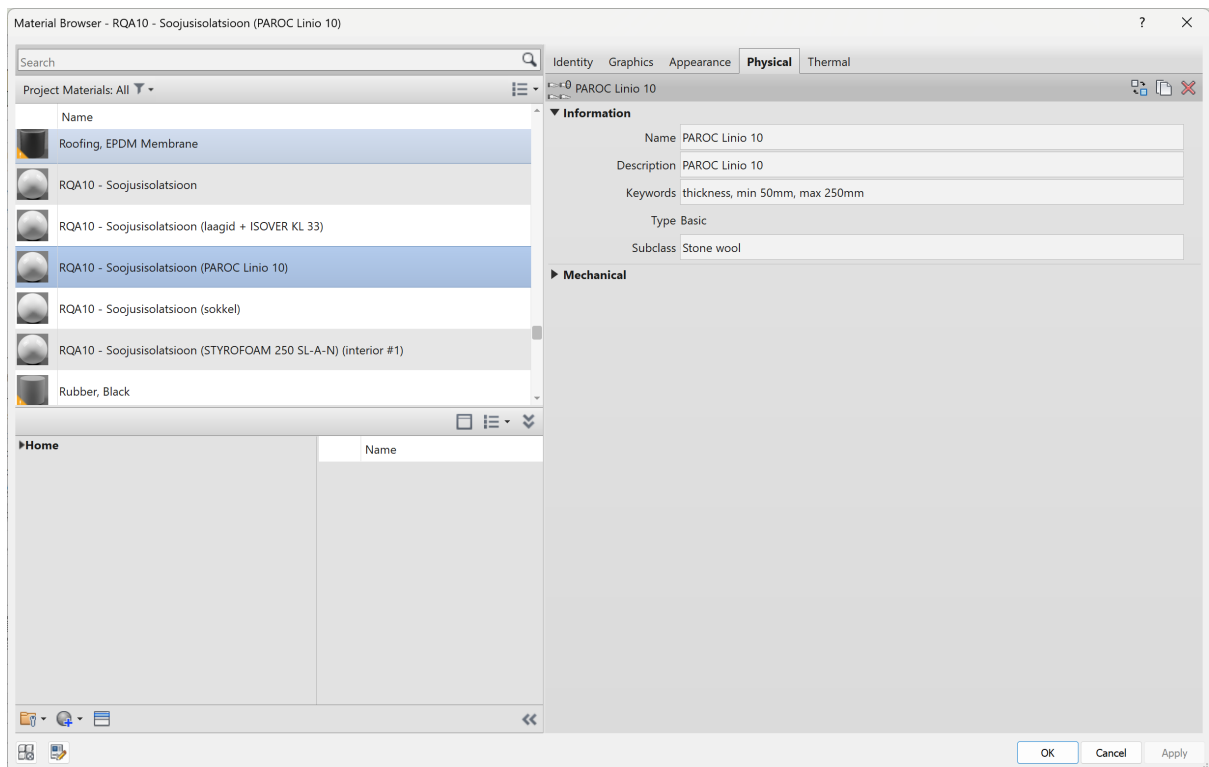 Material Browser - RQA10 - Soojusisolatsioon (PAROC Linio 10)
?
Search
Project Materials: All
Name
Roofing, EPDM Membrane
RQA10 - Soojusisolatsioon
RQA10 - Soojusisolatsioon (laagid + ISOVER KL 33)
RQA10 - Soojusisolatsioon (PAROC Linio 10)
RQA10 - Soojusisolatsioon (sokkel)
RQA10 - Soojusisolatsioon (STYROFOAM 250 SL-A-N) (interior #1)
Rubber, Black
Home
Name
Identity Graphics Appearance Physical Thermal
0 PAROC Linio 10
Information
Name PAROC Linio 10
Description PAROC Linio 10
Keywords thickness, min 50mm, max 250mm
Type Basic
Subclass Stone wool
Mechanical
OK Cancel Apply